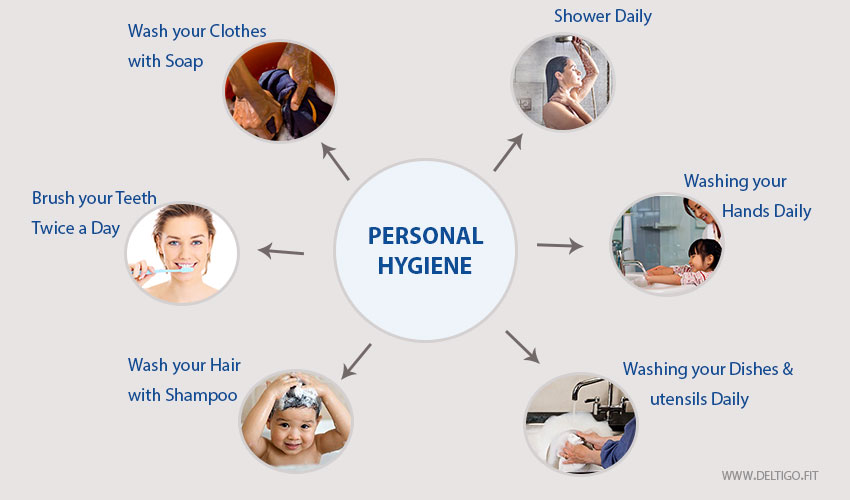 Wash your Clothes
with Soap
Shower Daily
Brush your Teeth
Twice a Day
PERSONAL
HYGIENE
Washing your
Hands Daily
Wash your Hair
with Shampoo
Washing your Dishes &
utensils Daily
WWW.DELTIGO.FIT